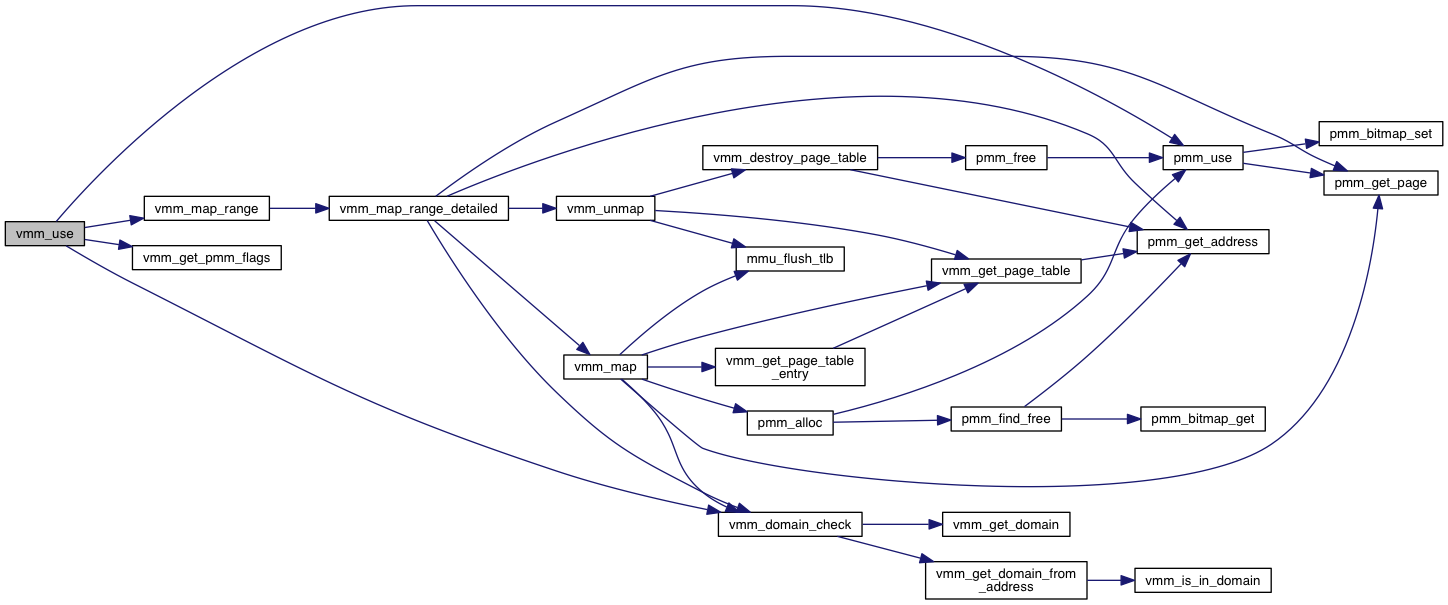 vmm_use
vmm_map_range
vmm_get_pmm_flags
vmm_map_range_detailed
vmm_unmap
vmm_map
vmm_destroy_page_table
mmu_flush_tlb
vmm_get_page_table
_entry
pmm_alloc
vmm_domain_check
pmm_free
vmm_get_page_table
pmm_find_free
vmm_get_domain
vmm_get_domain_from
_address
pmm_use
pmm_get_address
pmm_bitmap_get
vmm_is_in_domain
pmm_bitmap_set
pmm_get_page